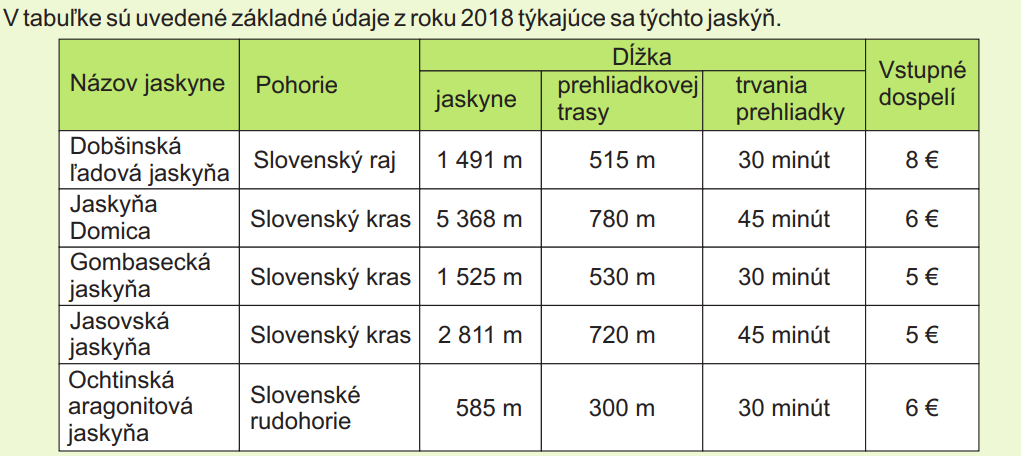 V tabuľke sú uvedené základné údaje z roku 2018 týkajúce sa týchto jaskýň.
Názov jaskyne
Pohorie
Dĺžka
jaskyne
prehliadkovej
trasy
trvania
prehliadky
Vstupné
dospelí
Dobšinská
ľadová jaskyňa
Slovenský raj
1 491 m
515 m
30 minút
8 €
Jaskyňa
Domica
Slovenský kras
5 368 m
780 m
45 minút
6 €
Gombasecká
jaskyňa
Slovenský kras
1 525 m
530 m
30 minút
5 €
Jasovská
jaskyňa
Slovenský kras
2 811 m
720 m
45 minút
5 €
Ochtinská
aragonitová
jaskyňa
Slovenské
rudohorie
585 m
300 m
30 minút
6 €